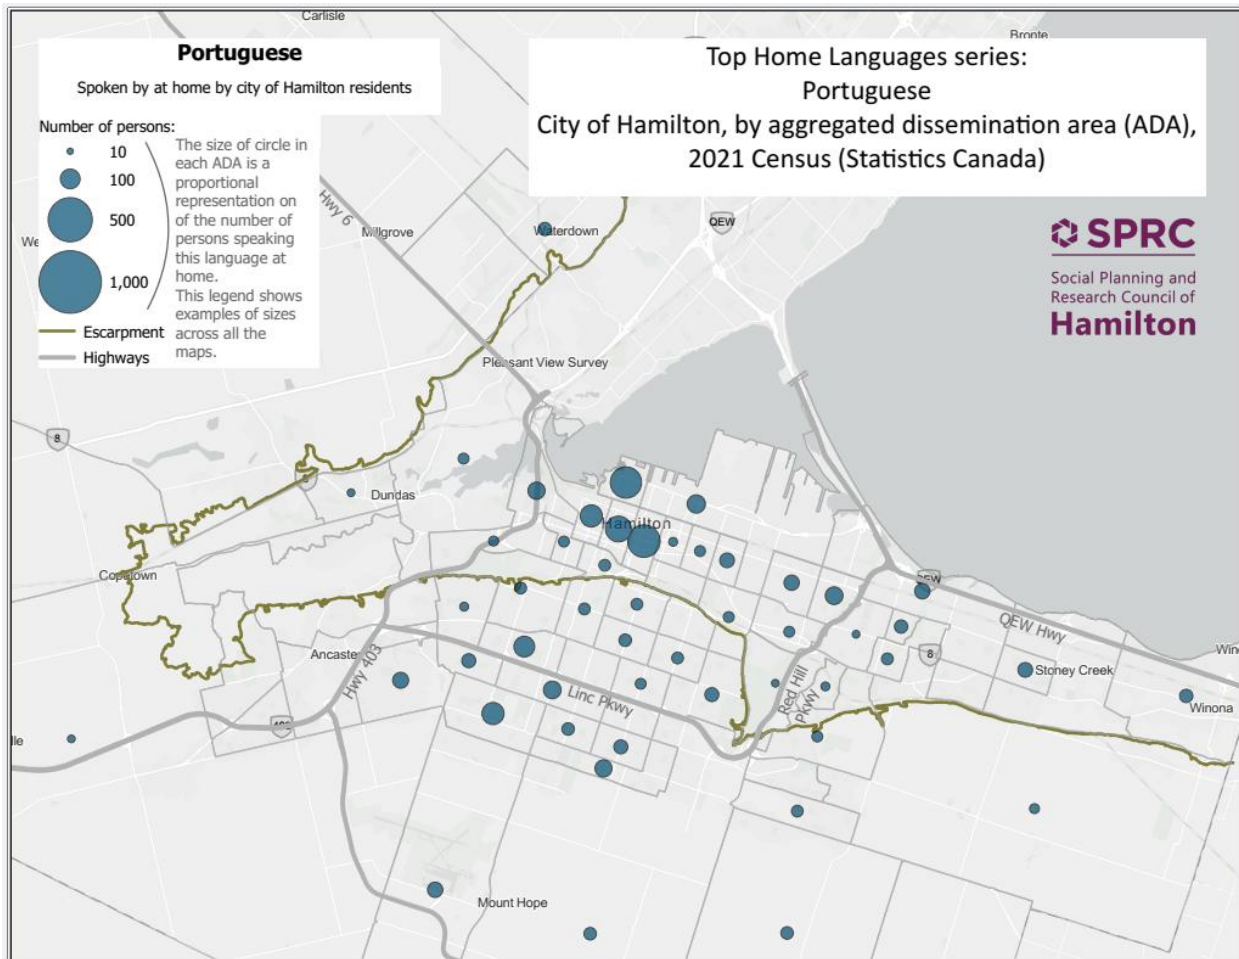 Portuguese
Spoken by at home by city of Hamilton residents
Number of persons:
10
100
500
1,000
The size of circle in
each ADA is a
proportional
representation on
of the number of
persons speaking
this language at
home.
This legend shows
examples of sizes
across all the
maps.
Escarpment
Highways
Top Home Languages series:
Portuguese
City of Hamilton, by aggregated dissemination area (ADA),
2021 Census (Statistics Canada)
SPRC
Social Planning and
Research Council of
Hamilton
Carlisle
Bronte
Hwy 6
Millgrove
Waterdown
QEW
We
Pleasant View Survey
8
Dundas
Hamilton
Copetown
QEW Hwy
Ancaster
Hwy 403
Linc Pkwy
Red Hill
Pkwy
8
Stoney Creek
Winona
lle
403
Mount Hope